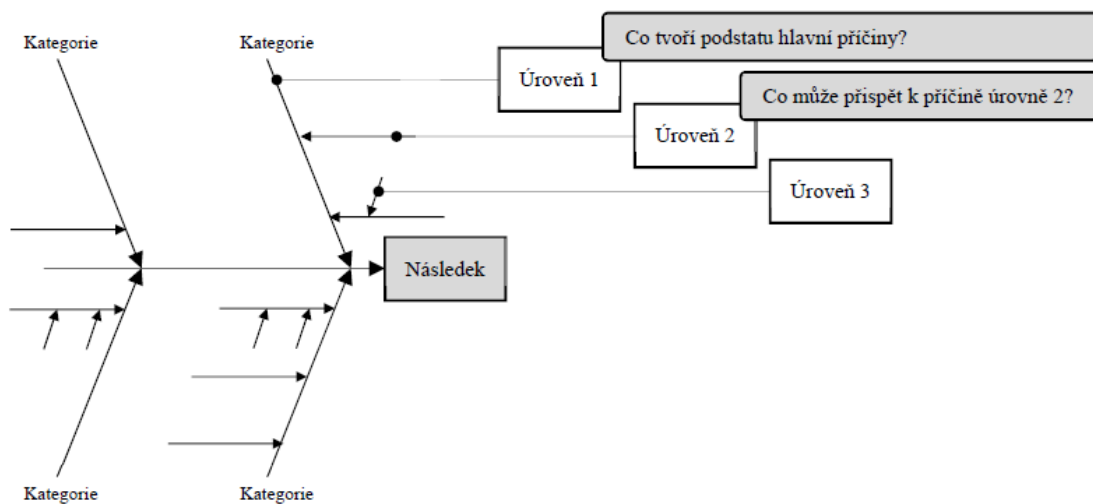 Kategorie
Kategorie
Co tvoří podstatu hlavní příčiny?
Úroveň 1
Co může přispět k příčině úrovně 2?
Úroveň 2
Úroveň 3
Následek
Kategorie
Kategorie